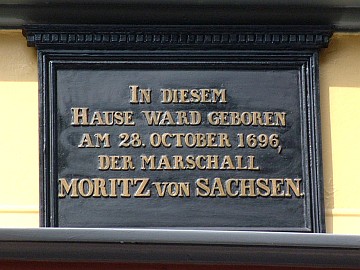 IN DIESEM
HAUSE WARD GEBOREN
AM 28. OCTOBER 1696,
DER MARSCHALL
MORITZ VON SACHSEN.